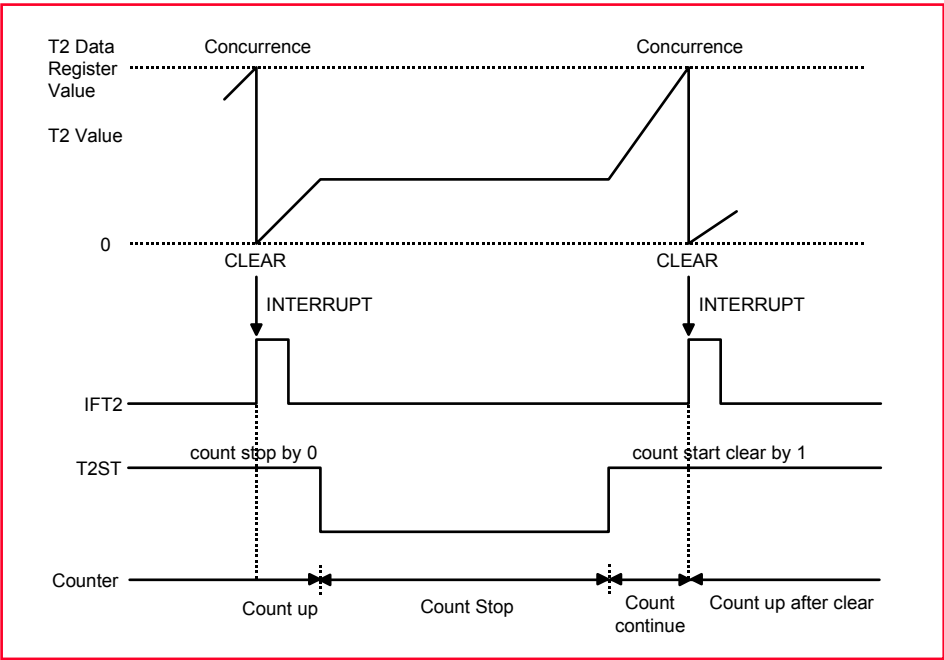 T2 Data
Register
Value
Concurrence
Concurrence
T2 Value
0
CLEAR
CLEAR
INTERRUPT
INTERRUPT
IFT2
count stop by 0
count start clear by 1
T2ST
Counter
Count up
Count Stop
Count
continue
Count up after clear